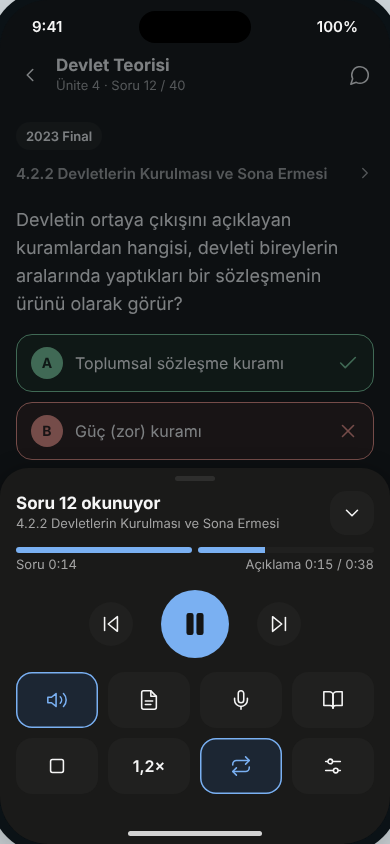 9:41
100%
Devlet Teorisi
Ünite 4 · Soru 12 / 40
2023 Final
4.2.2 Devletlerin Kurulması ve Sona Ermesi
Devletin ortaya çıkışını açıklayan
kuramlardan hangisi, devleti bireylerin
aralarında yaptıkları bir sözleşmenin
ürünü olarak görür?
A Toplumsal sözleşme kuramı
B Güç (zor) kuramı
Soru 12 okunuyor
4.2.2 Devletlerin Kurulması ve Sona Ermesi
Soru 0:14
Açıklama 0:15 / 0:38
1,2×